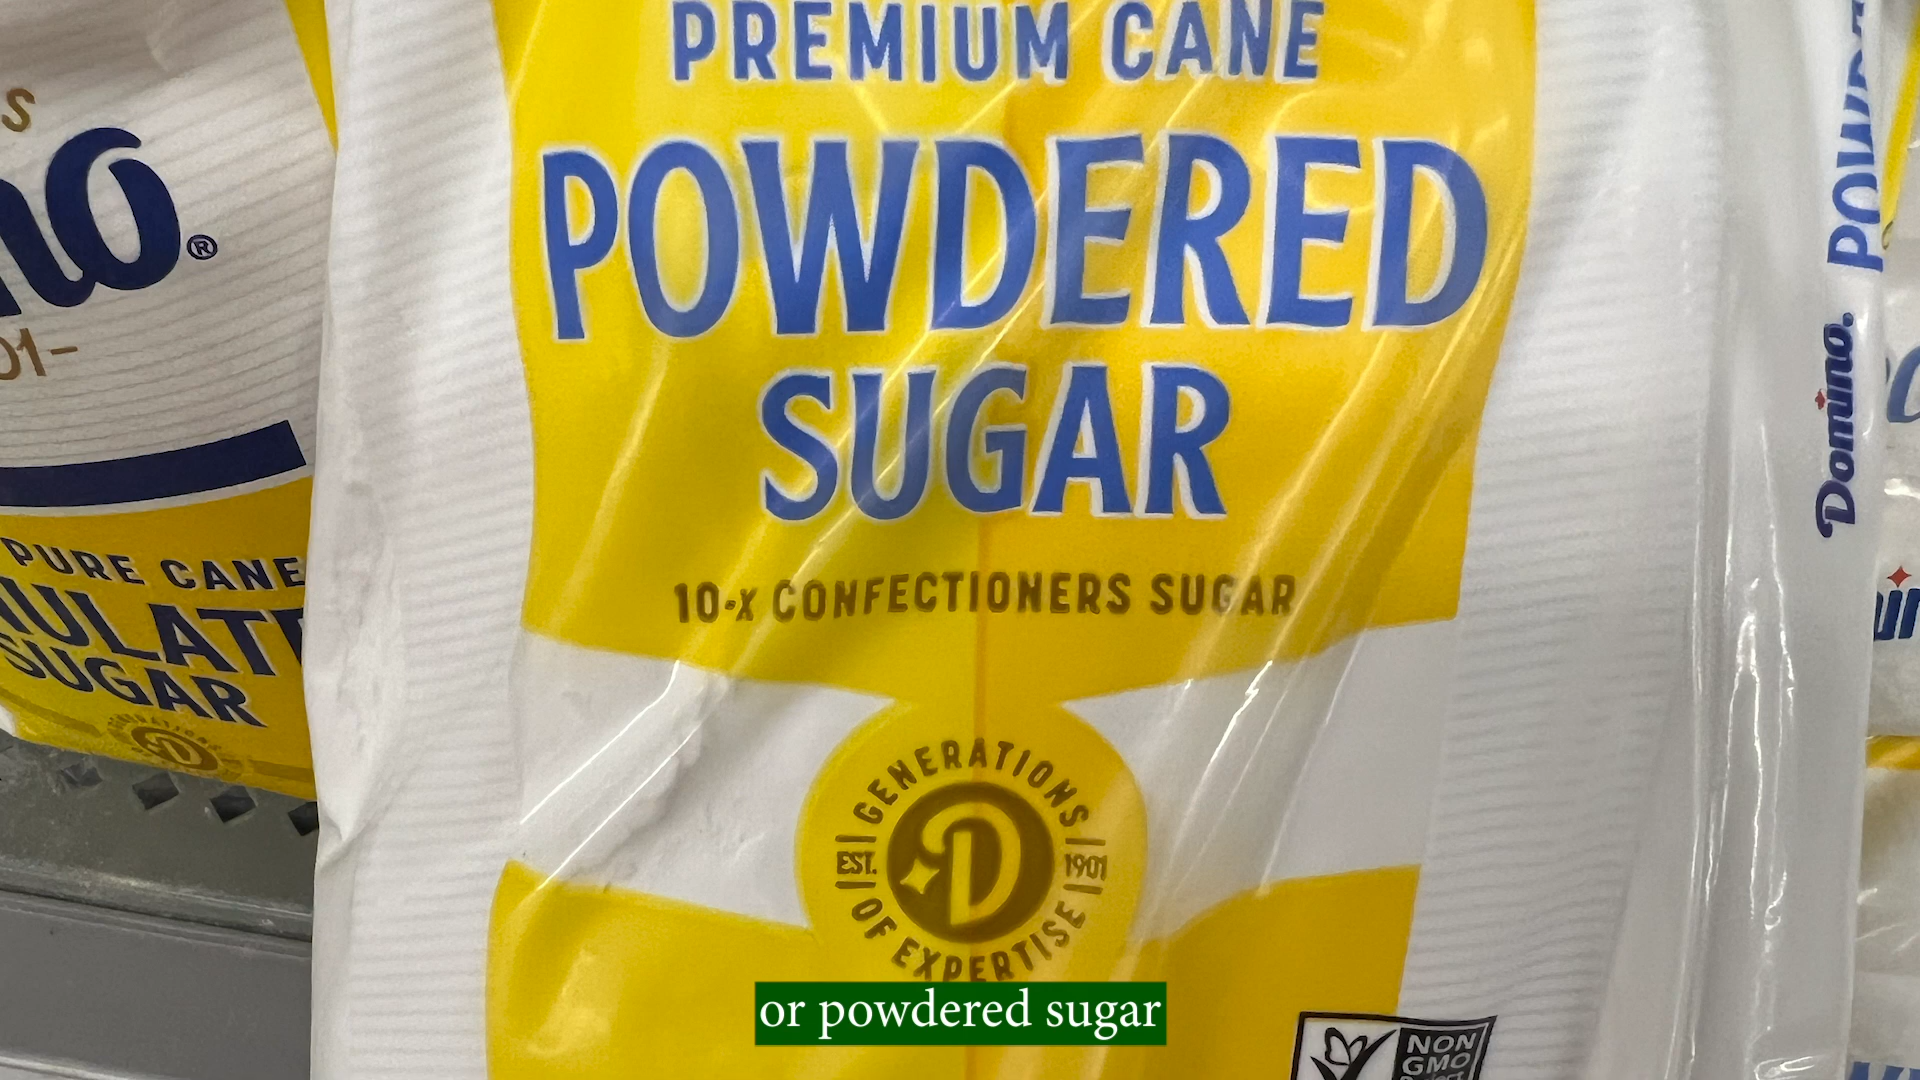 PREMIUM CANE
POWDERED
SUGAR
10-X CONFECTIONERS SUGAR
GENERATIONS
EST. 1901
OF EXPERTISE
or powdered sugar
NON
GMO
PURE CANE
SUGAR
Domino